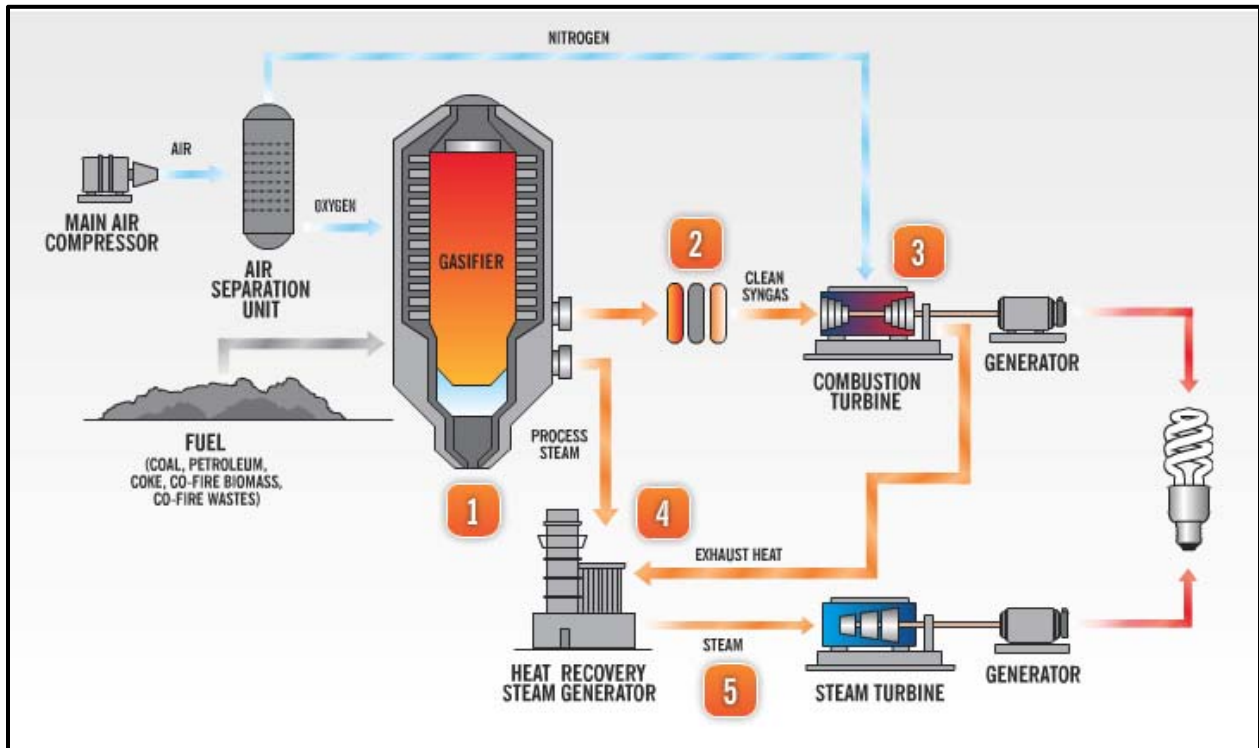 NITROGEN
AIR
MAIN AIR
COMPRESSOR
OXYGEN
AIR
SEPARATION
UNIT
GASIFIER
2
CLEAN
SYNGAS
3
COMBUSTION
TURBINE
GENERATOR
FUEL
(COAL, PETROLEUM,
COKE, CO-FIRE BIOMASS,
CO-FIRE WASTES)
PROCESS
STEAM
1
4
EXHAUST HEAT
HEAT RECOVERY
STEAM GENERATOR
STEAM
5
STEAM TURBINE
GENERATOR